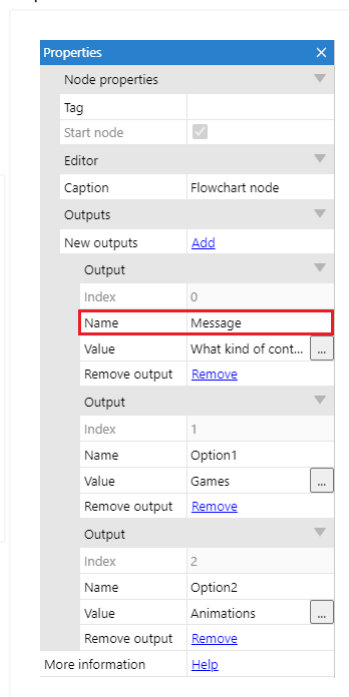 Properties
Node properties
Tag
Start node
Editor
Caption Flowchart node
Outputs
New outputs Add
Output
Index 0
Name Message
Value What kind of cont... ...
Remove output Remove
Output
Index 1
Name Option1
Value Games ...
Remove output Remove
Output
Index 2
Name Option2
Value Animations ...
Remove output Remove
More information Help